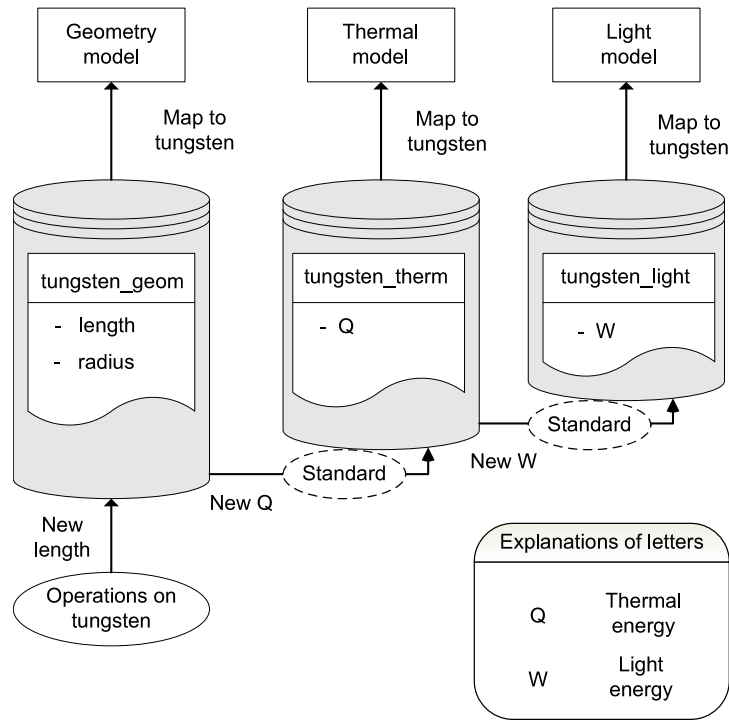 Geometry
model
Thermal
model
Light
model
Map to
tungsten
Map to
tungsten
Map to
tungsten
tungsten_geom
- length
- radius
tungsten_therm
- Q
tungsten_light
- W
Standard
New W
Standard
New Q
New
length
Operations on
tungsten
Explanations of letters
Q
Thermal
energy
W
Light
energy